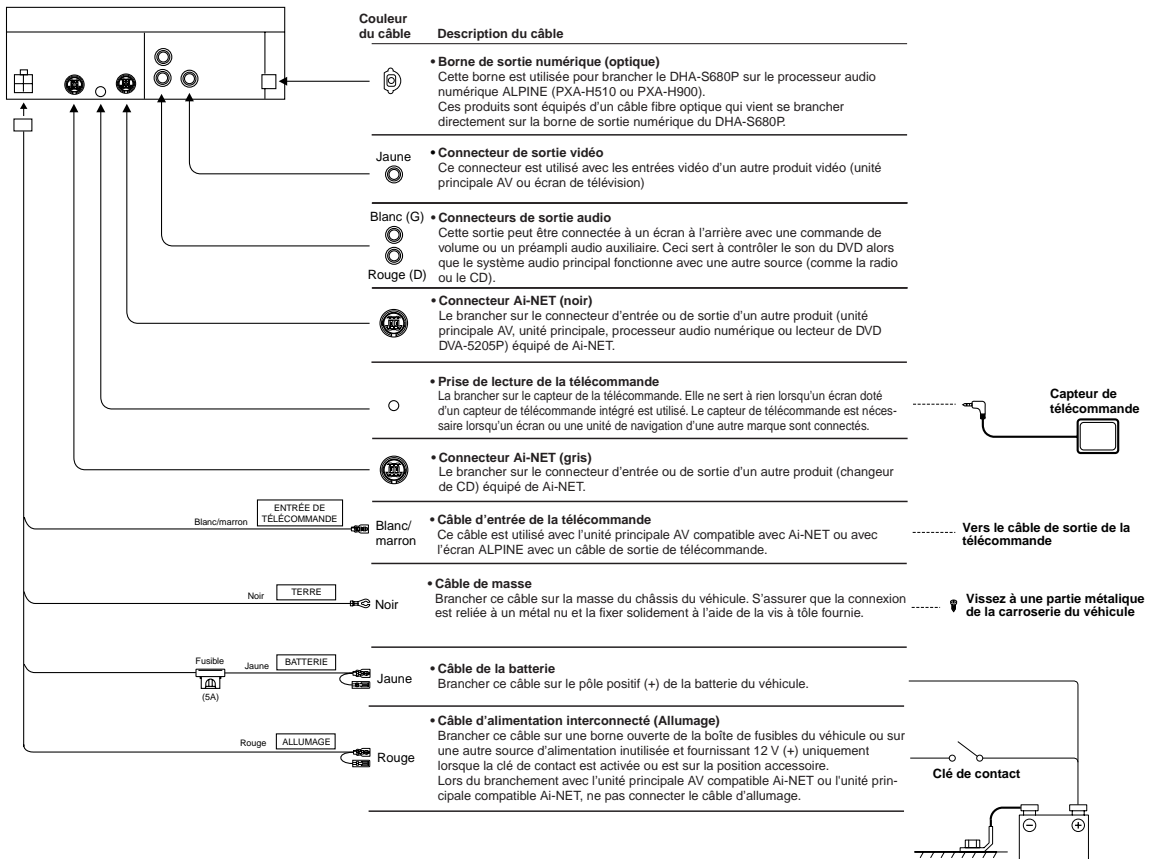 Couleur
du câble
Description du câble
• Borne de sortie numérique (optique)
Cette borne est utilisée pour brancher le DHA-S680P sur le processeur audio
numérique ALPINE (PXA-H510 ou PXA-H900).
Ces produits sont équipés d’un câble fibre optique qui vient se brancher
directement sur la borne de sortie numérique du DHA-S680P.
Jaune
• Connecteur de sortie vidéo
Ce connecteur est utilisé avec les entrées vidéo d’un autre produit vidéo (unité
principale AV ou écran de télévision)
Blanc (G)
Rouge (D)
• Connecteurs de sortie audio
Cette sortie peut être connectée à un écran à l’arrière avec une commande de
volume ou un préampli audio auxiliaire. Ceci sert à contrôler le son du DVD alors
que le système audio principal fonctionne avec une autre source (comme la radio
ou le CD).
• Connecteur Ai-NET (noir)
Le brancher sur le connecteur d’entrée ou de sortie d’un autre produit (unité
principale AV, unité principale, processeur audio numérique ou lecteur de DVD
DVA-5205P) équipé de Ai-NET.
• Prise de lecture de la télécommande
La brancher sur le capteur de la télécommande. Elle ne sert à rien lorsqu’un écran doté
d’un capteur de télécommande intégré est utilisé. Le capteur de télécommande est néces-
saire lorsqu’un écran ou une unité de navigation d’une autre marque sont connectés.
Capteur de
télécommande
• Connecteur Ai-NET (gris)
Le brancher sur le connecteur d’entrée ou de sortie d’un autre produit (changeur
de CD) équipé de Ai-NET.
Blanc/marron
ENTRÉE DE
TÉLÉCOMMANDE
Blanc/
marron
• Câble d’entrée de la télécommande
Ce câble est utilisé avec l’unité principale AV compatible avec Ai-NET ou avec
l’écran ALPINE avec un câble de sortie de télécommande.
Vers le câble de sortie de la
télécommande
Noir
TERRE
Noir
• Câble de masse
Brancher ce câble sur la masse du châssis du véhicule. S’assurer que la connexion
est reliée à un métal nu et la fixer solidement à l’aide de la vis à tôle fournie.
Vissez à une partie métalique
de la carroserie du véhicule
Fusible
(5A)
Jaune
BATTERIE
Jaune
• Câble de la batterie
Brancher ce câble sur le pôle positif (+) de la batterie du véhicule.
Rouge
ALLUMAGE
Rouge
• Câble d’alimentation interconnecté (Allumage)
Brancher ce câble sur une borne ouverte de la boîte de fusibles du véhicule ou sur
une autre source d’alimentation inutilisée et fournissant 12 V (+) uniquement
lorsque la clé de contact est activée ou est sur la position accessoire.
Lors du branchement avec l’unité principale AV compatible Ai-NET ou l’unité prin-
cipale compatible Ai-NET, ne pas connecter le câble d’allumage.
Clé de contact
− +